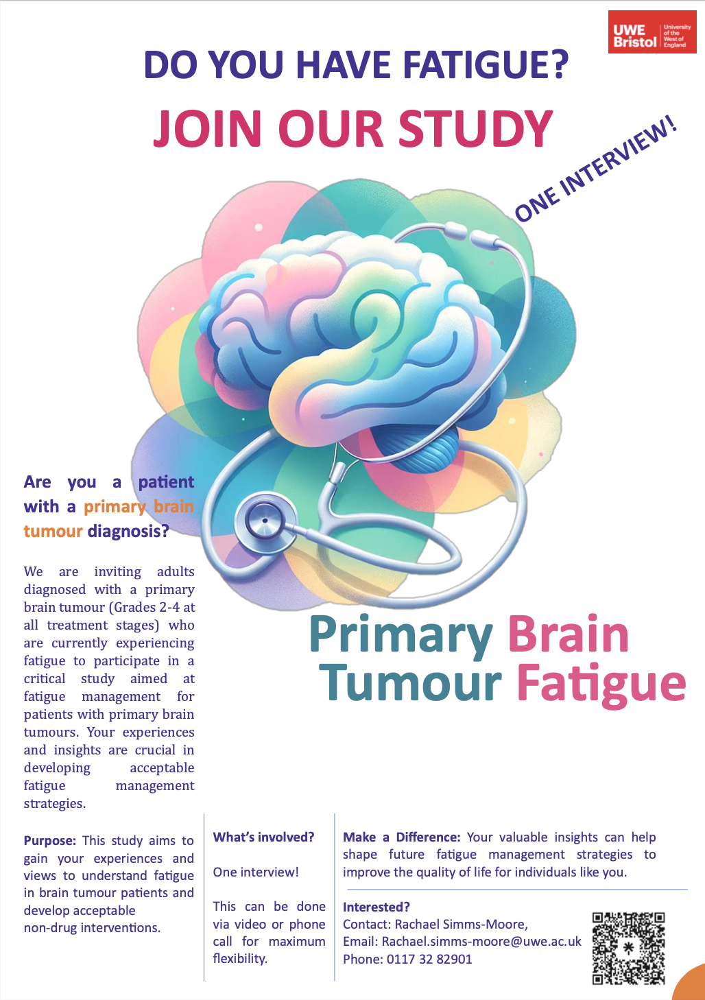 UWE
Bristol
University
of the
West of
England
DO YOU HAVE FATIGUE?
JOIN OUR STUDY
ONE INTERVIEW!
Are you a patient
with a primary brain
tumour diagnosis?
We are inviting adults
diagnosed with a primary
brain tumour (Grades 2-4 at
all treatment stages) who
are currently experiencing
fatigue to participate in a
critical study aimed at
fatigue management for
patients with primary brain
tumours. Your experiences
and insights are crucial in
developing acceptable
fatigue management
strategies.
Primary Brain
Tumour Fatigue
Purpose: This study aims to
gain your experiences and
views to understand fatigue
in brain tumour patients and
develop acceptable
non-drug interventions.
What’s involved?
One interview!
This can be done
via video or phone
call for maximum
flexibility.
Make a Difference: Your valuable insights can help
shape future fatigue management strategies to
improve the quality of life for individuals like you.
Interested?
Contact: Rachael Simms-Moore,
Email: Rachael.simms-moore@uwe.ac.uk
Phone: 0117 32 82901